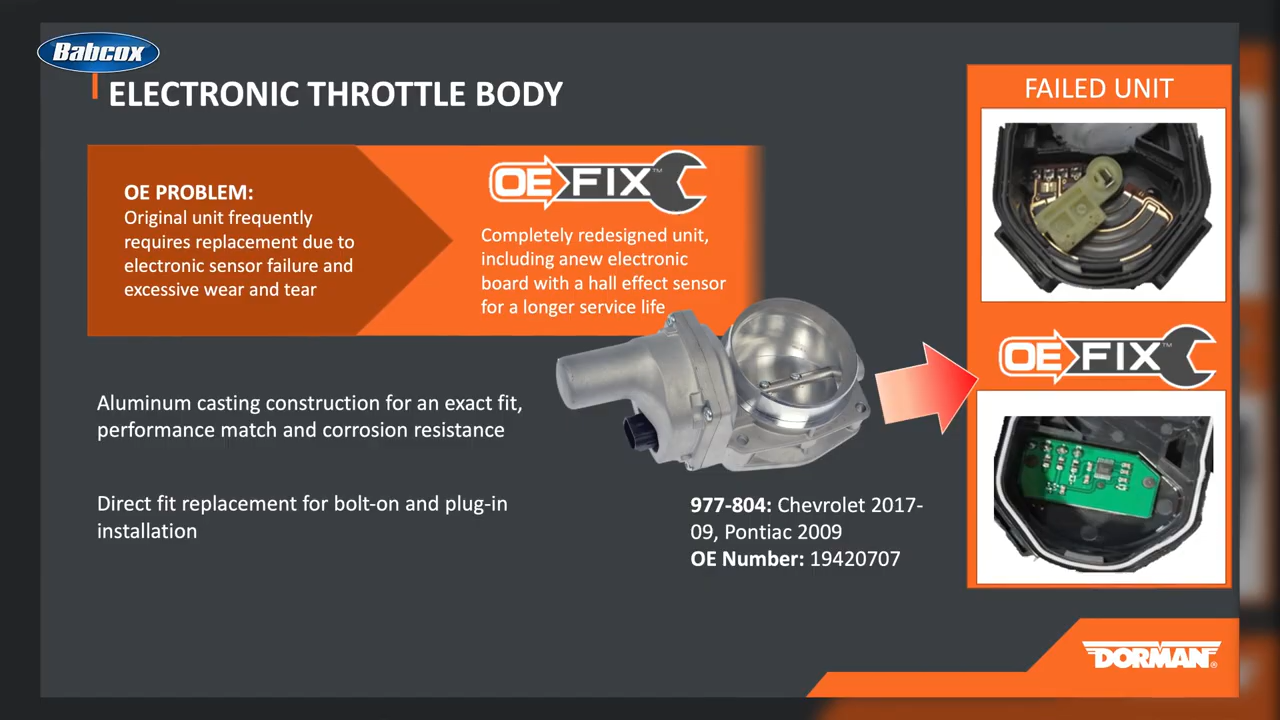 Babcox
ELECTRONIC THROTTLE BODY
OE PROBLEM:
Original unit frequently
requires replacement due to
electronic sensor failure and
excessive wear and tear
OE FIX™
Completely redesigned unit,
including anew electronic
board with a hall effect sensor
for a longer service life
Aluminum casting construction for an exact fit,
performance match and corrosion resistance
Direct fit replacement for bolt-on and plug-in
installation
977-804: Chevrolet 2017-
09, Pontiac 2009
OE Number: 19420707
FAILED UNIT
OE FIX™
DORMAN®